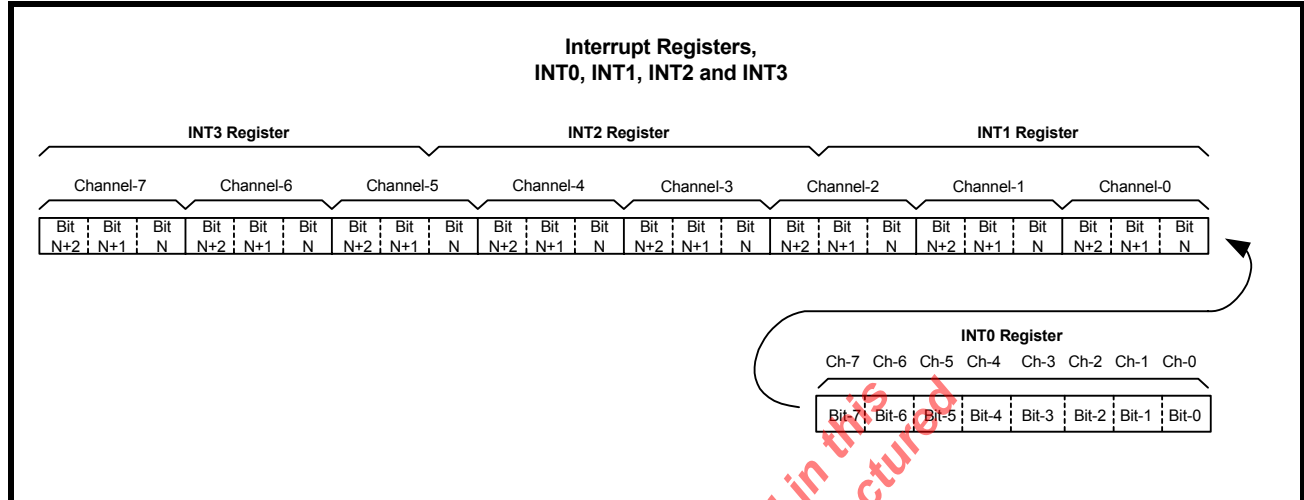 Interrupt Registers,
INT0, INT1, INT2 and INT3
INT3 Register INT2 Register INT1 Register
Channel-7 Channel-6 Channel-5 Channel-4 Channel-3 Channel-2 Channel-1 Channel-0
Bit Bit Bit Bit Bit Bit Bit Bit Bit Bit Bit Bit Bit Bit Bit Bit Bit Bit Bit Bit Bit Bit Bit Bit
N+2 N+1 N N+2 N+1 N N+2 N+1 N N+2 N+1 N N+2 N+1 N N+2 N+1 N N+2 N+1 N N+2 N+1 N
INT0 Register
Ch-7 Ch-6 Ch-5 Ch-4 Ch-3 Ch-2 Ch-1 Ch-0
Bit-7 Bit-6 Bit-5 Bit-4 Bit-3 Bit-2 Bit-1 Bit-0
in this